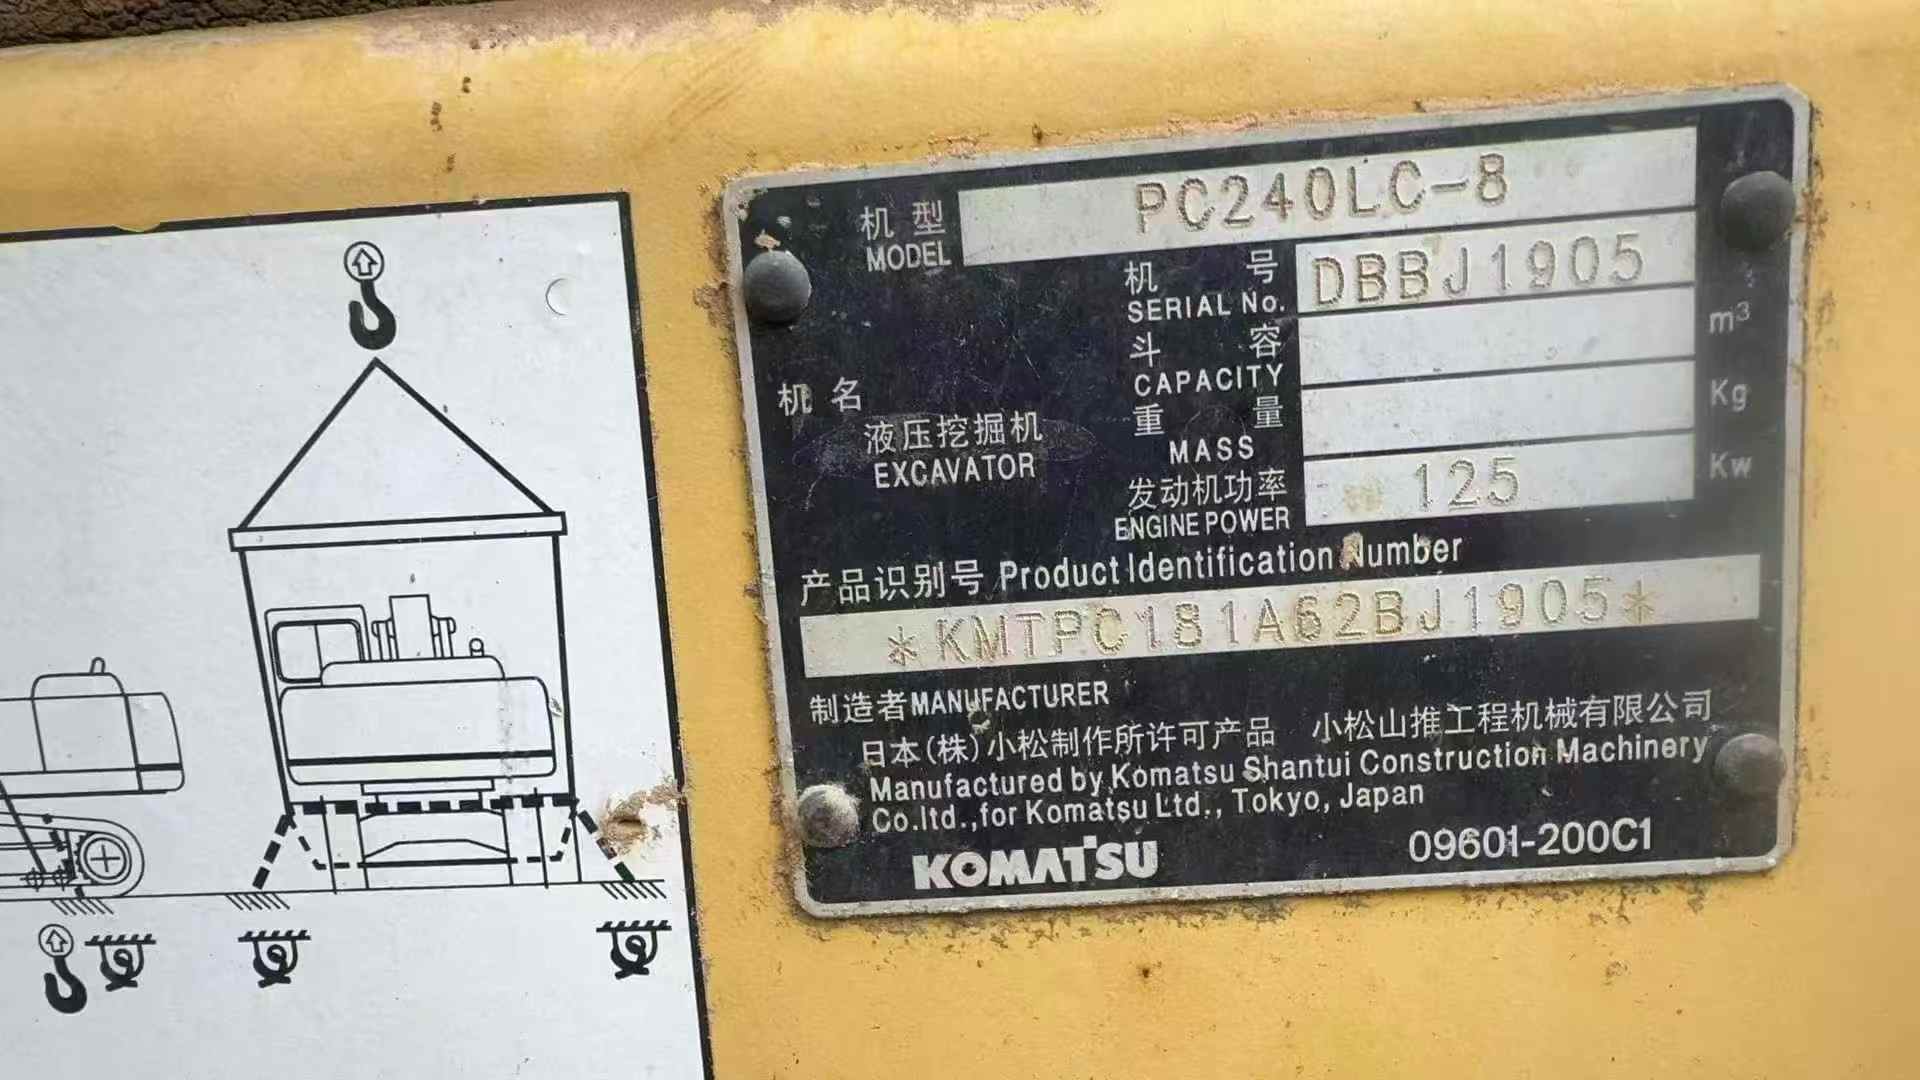 机型 PC240LC-8
MODEL
机号 DBBJ1905
SERIAL No.
斗容 m³
CAPACITY
机名
重量 Kg
液压挖掘机
MASS
EXCAVATOR
发动机功率 125 Kw
ENGINE POWER
产品识别号 Product Identification Number
*KMTPC181A62BJ1905*
制造者 MANUFACTURER
日本(株)小松制作所许可产品 小松山推工程机械有限公司
Manufactured by Komatsu Shantui Construction Machinery
Co.ltd.,for Komatsu Ltd., Tokyo, Japan
KOMATSU 09601-200C1